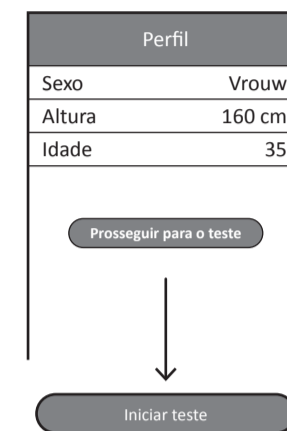 Perfil
Sexo Vrouw
Altura 160 cm
Idade 35
Prosseguir para o teste
Iniciar teste